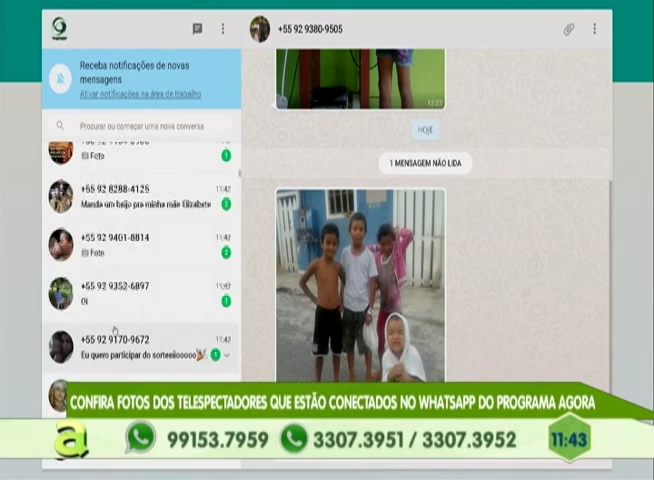 +55 92 9380-9505
Receba notificações de novas
mensagens
Ativar notificações na área de trabalho
Procurar ou começar uma nova conversa
Foto
1
+55 92 8288-4125
11:42
Manda um beijo pra minha mãe Elizabete
+55 92 9401-8814
11:42
Foto
+55 92 9352-6897
11:42
Oi
1
+55 92 9170-9672
11:42
Eu quero participar do sorteeiiooooo
1
HOJE
1 MENSAGEM NÃO LIDA
CONFIRA FOTOS DOS TELESPECTADORES QUE ESTÃO CONECTADOS NO WHATSAPP DO PROGRAMA AGORA
a
99153.7959
3307.3951 / 3307.3952
11:43